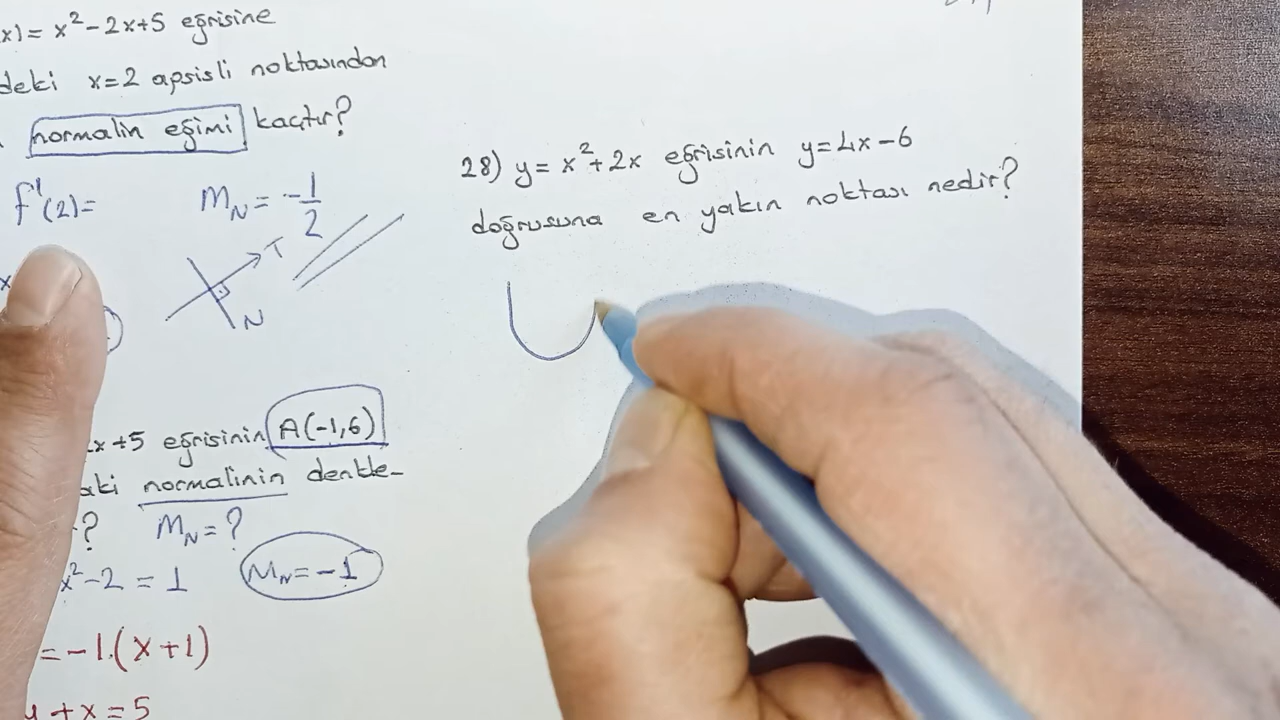 x) = x²-2x+5 eğrisine
deki x=2 apsisli noktasından
normalin eğimi kaçtır?
f'(2)=
M_N = -1/2
T
N
x+5 eğrisinin A(-1,6)
aki normalinin denkle-
? M_N = ?
x²-2 = 1
M_N = -1
= -1.(x+1)
y+x=5
28) y= x²+2x eğrisinin y=4x-6
doğrusuna en yakın noktası nedir?